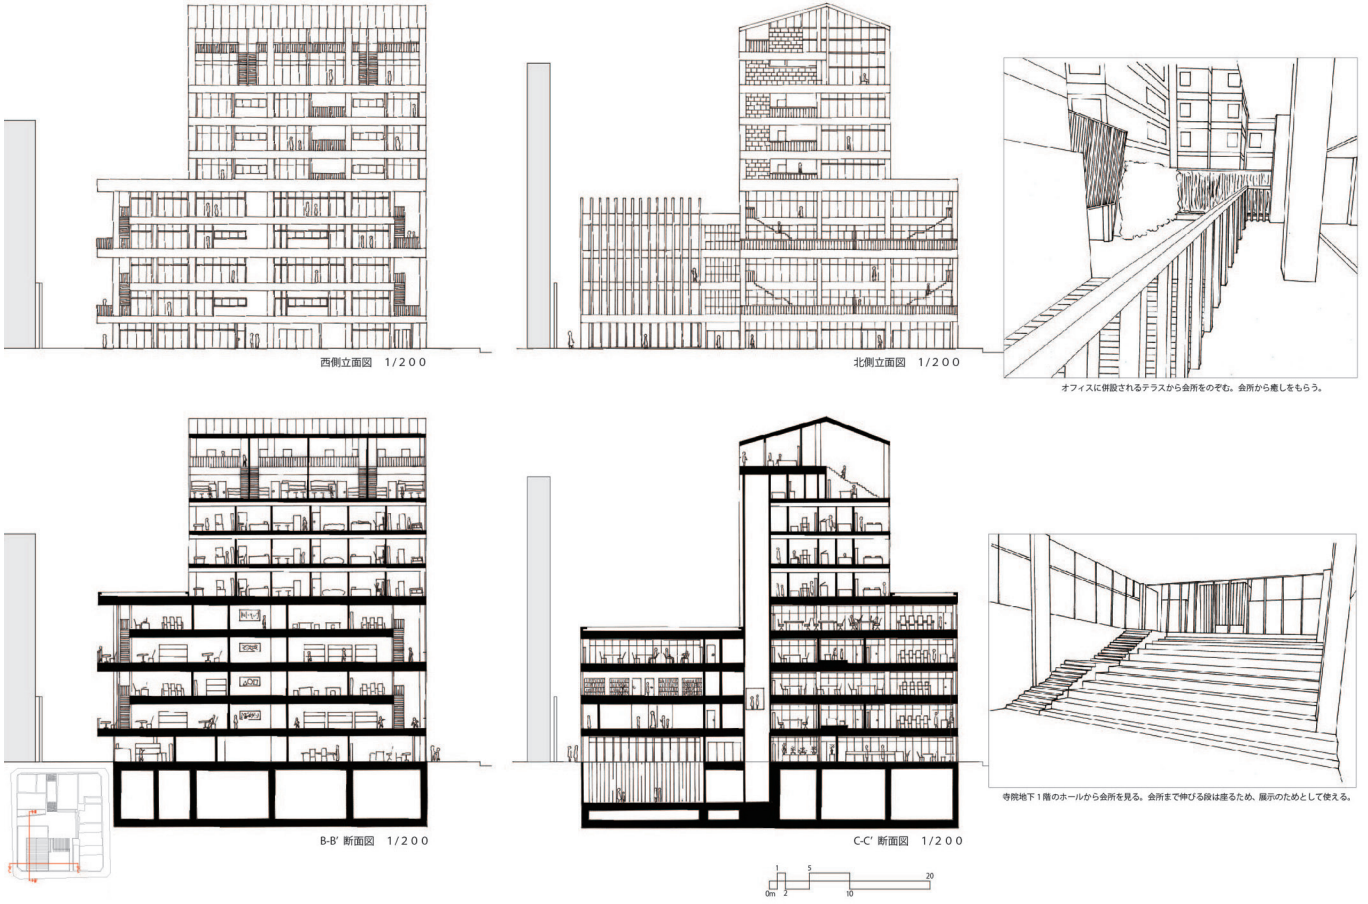 西側立面図 1/200
北側立面図 1/200
オフィスに併設されるテラスから会所をのぞむ。会所から癒しをもらう。
寺院地下1階のホールから会所を見る。会所まで伸びる段は座るため、展示のためとして使える。
B-B' 断面図 1/200
C-C' 断面図 1/200
1 5 20
0m 2 10